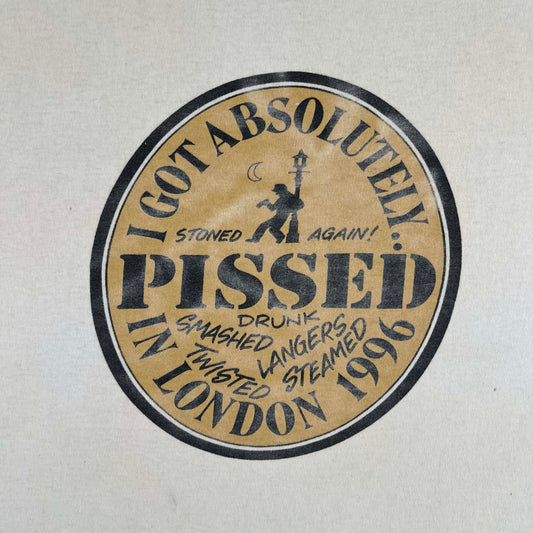 I GOT ABSOLUTELY..
STONED AGAIN!
PISSED
DRUNK
SMASHED LANGERS
TWISTED STEAMED
IN LONDON 1996